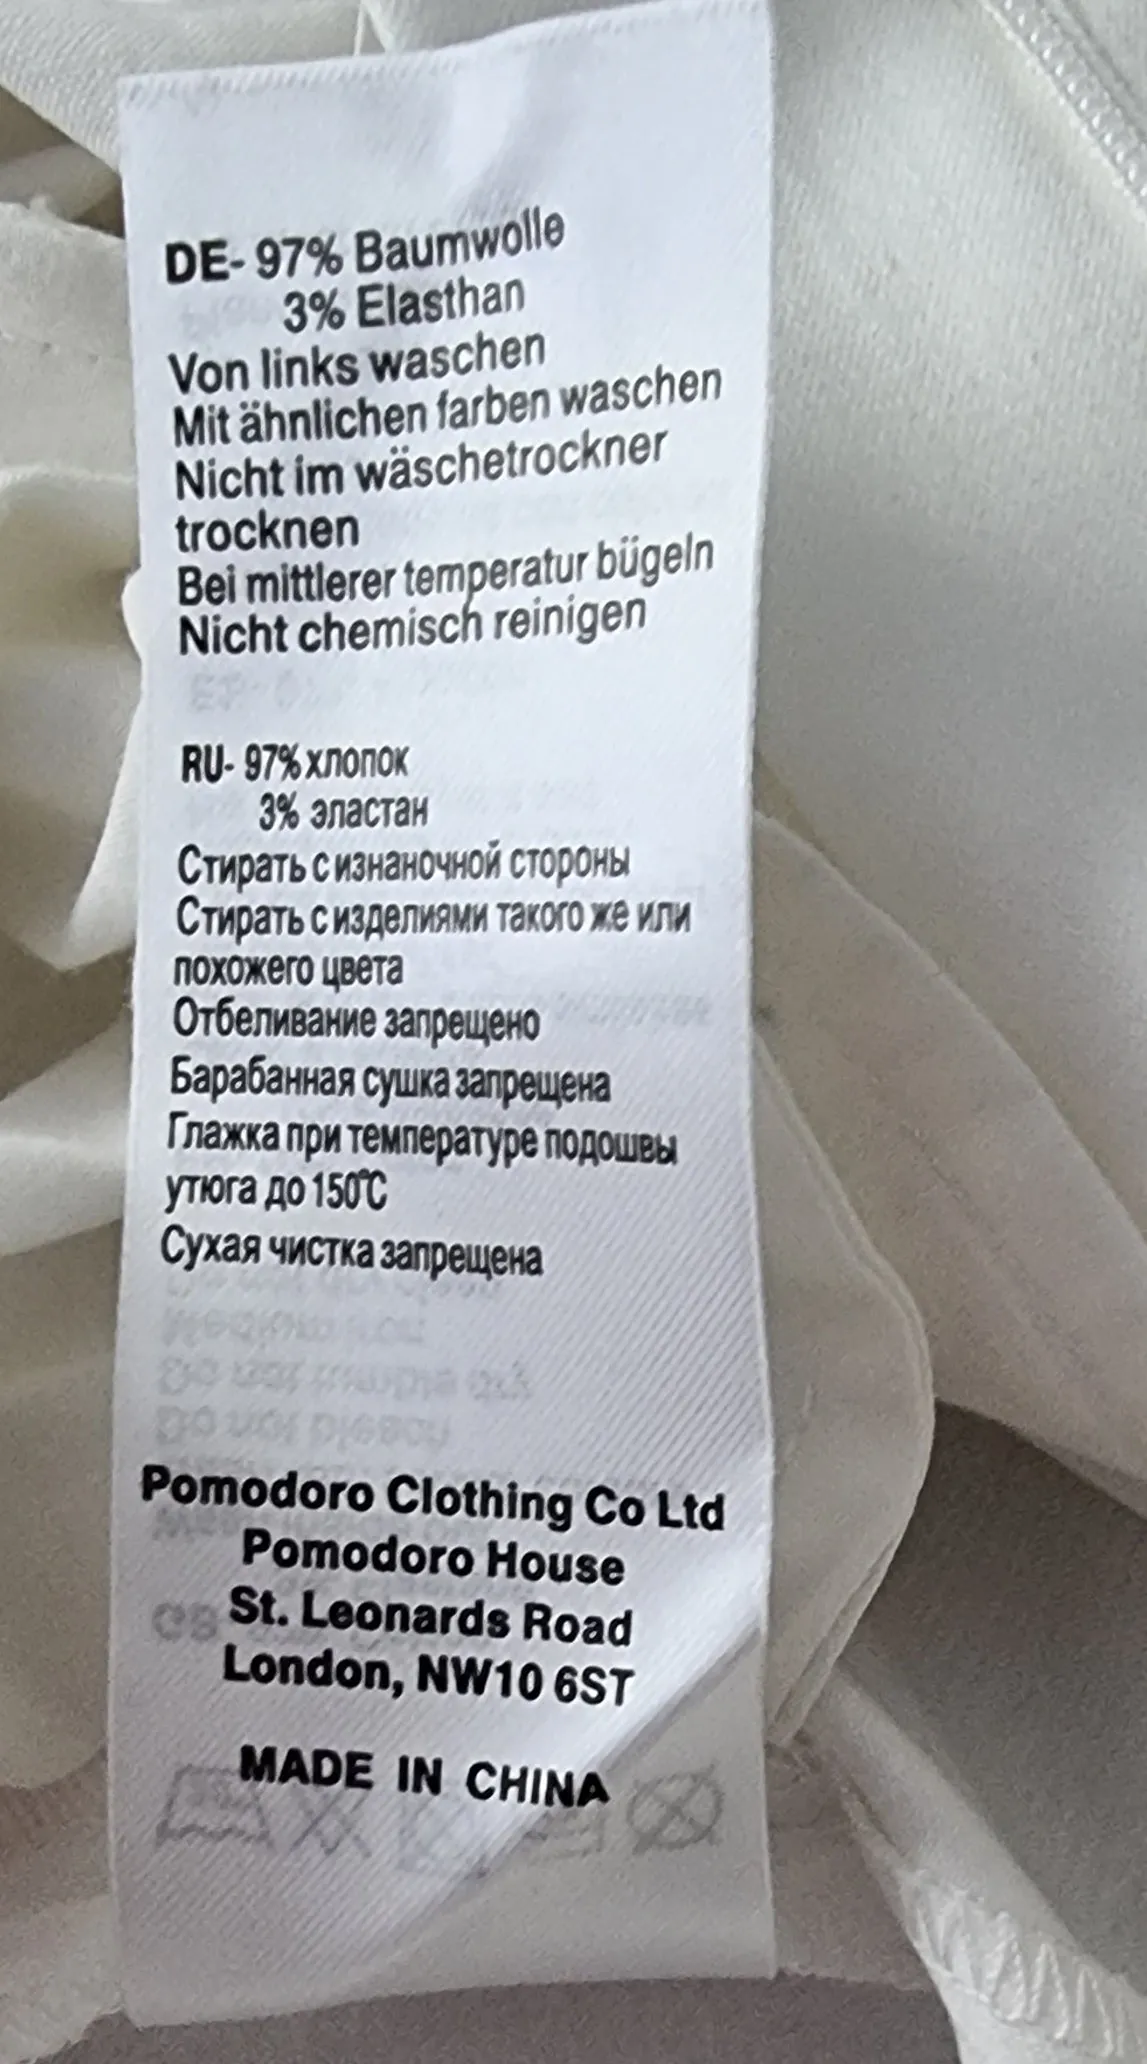 DE- 97% Baumwolle
3% Elasthan
Von links waschen
Mit ähnlichen farben waschen
Nicht im wäschetrockner
trocknen
Bei mittlerer temperatur bügeln
Nicht chemisch reinigen
RU- 97% хлопок
3% эластан
Стирать с изнаночной стороны
Стирать с изделиями такого же или
похожего цвета
Отбеливание запрещено
Барабанная сушка запрещена
Глажка при температуре подошвы
утюга до 150℃
Сухая чистка запрещена
Pomodoro Clothing Co Ltd
Pomodoro House
St. Leonards Road
London, NW10 6ST
MADE IN CHINA